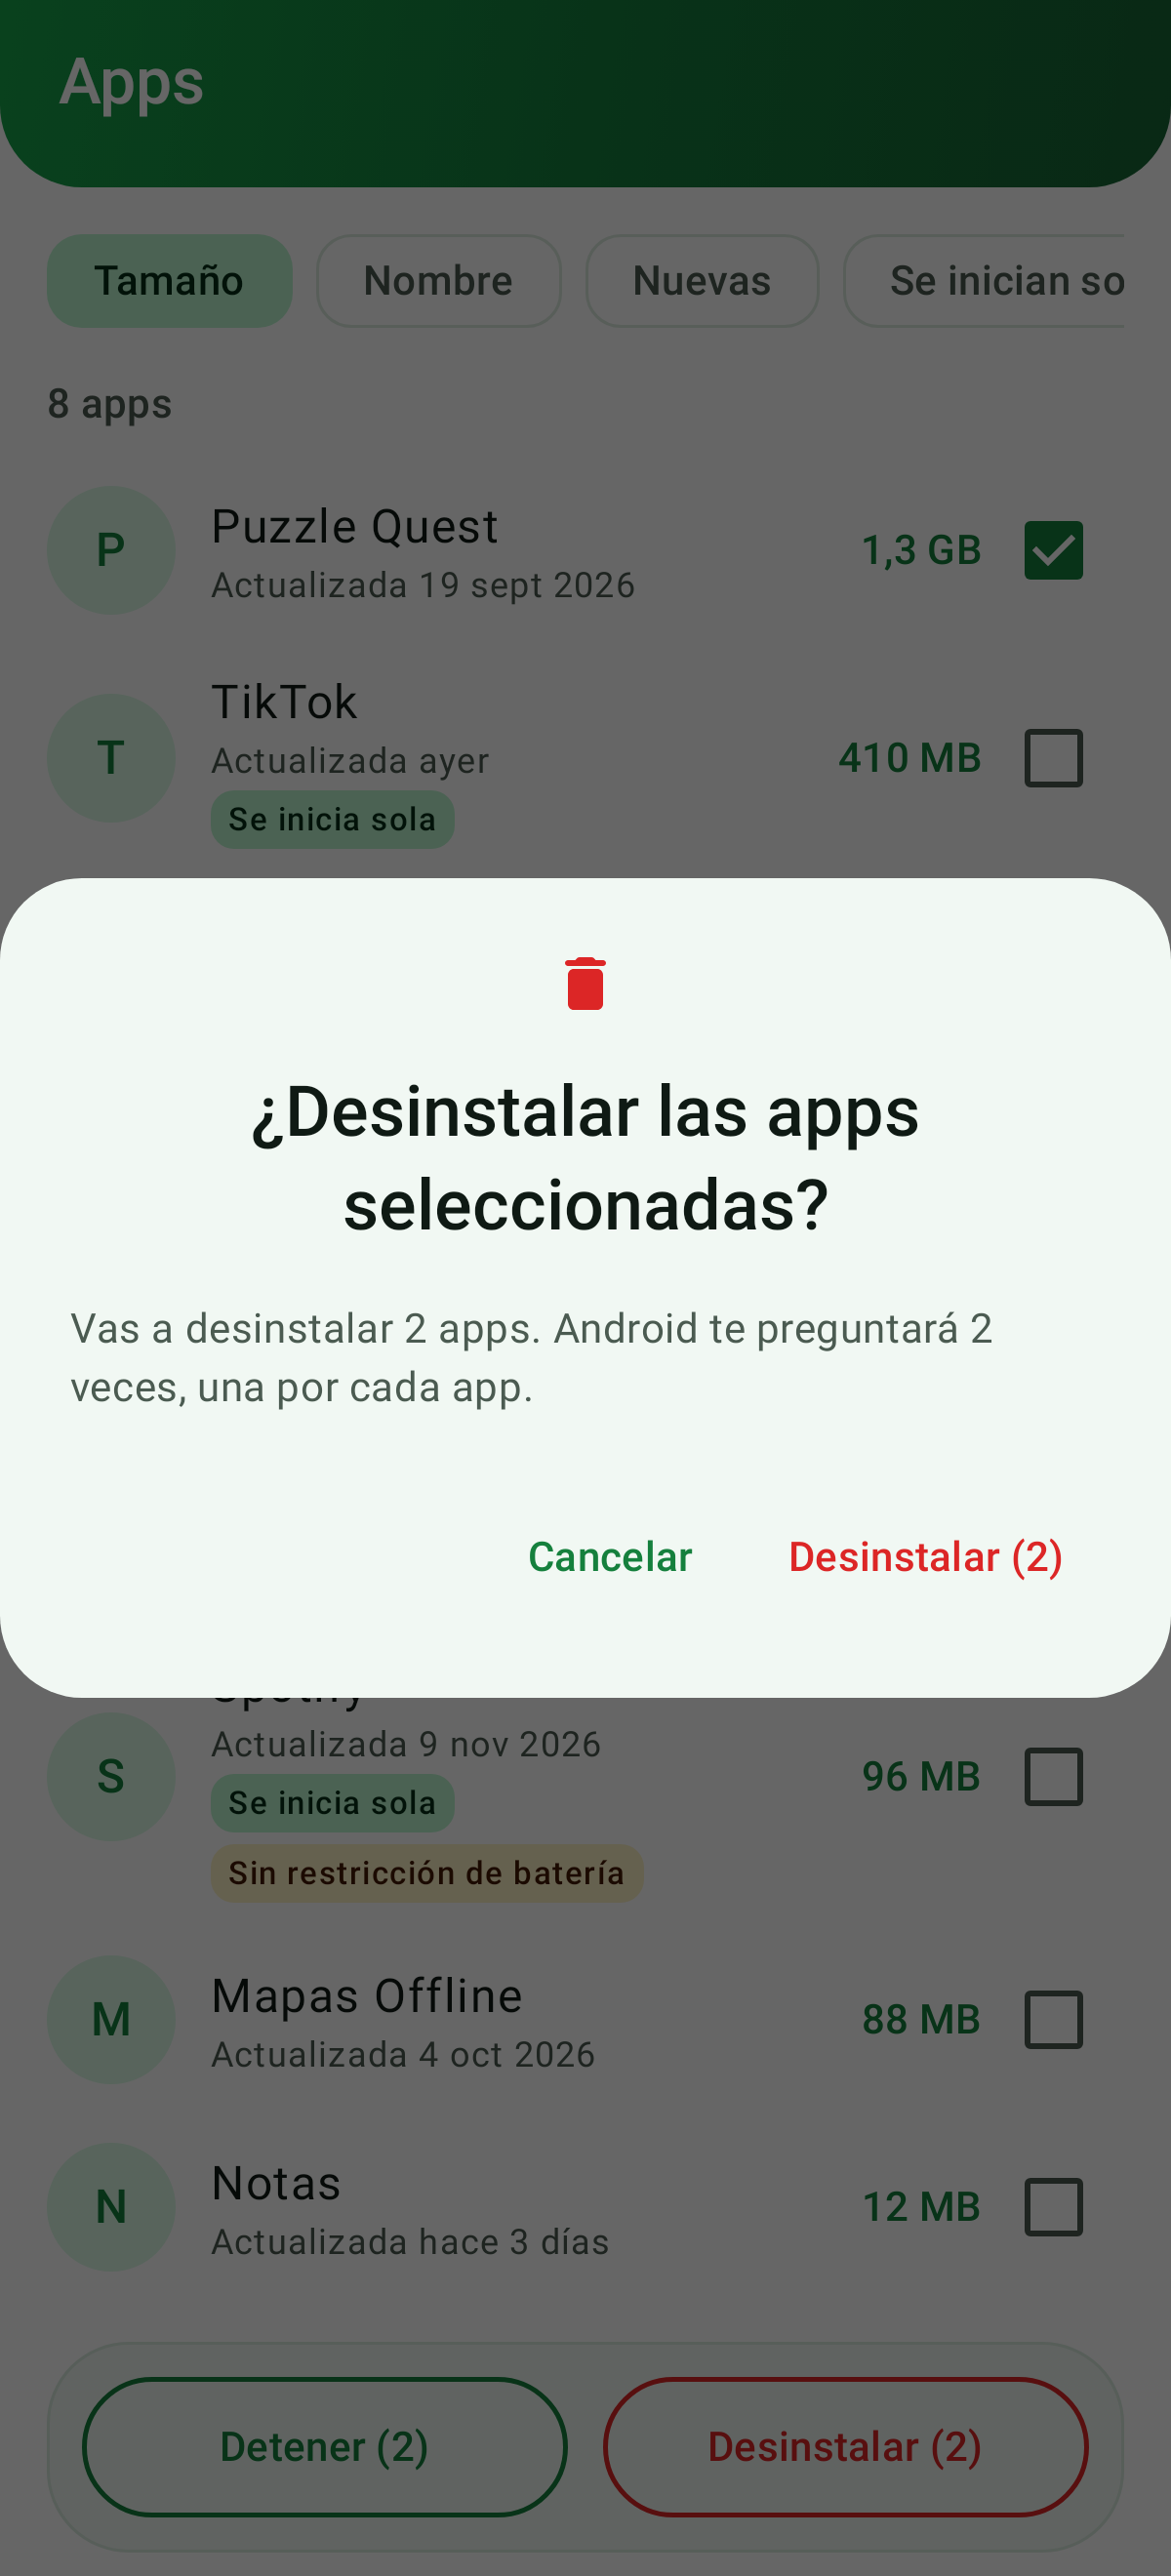 Apps
Tamaño
Nombre
Nuevas
Se inician so
8 apps
P
Puzzle Quest
Actualizada 19 sept 2026
1,3 GB
T
TikTok
Actualizada ayer
Se inicia sola
410 MB
¿Desinstalar las apps
seleccionadas?
Vas a desinstalar 2 apps. Android te preguntará 2
veces, una por cada app.
Cancelar
Desinstalar (2)
S
Spotify
Actualizada 9 nov 2026
Se inicia sola
Sin restricción de batería
96 MB
M
Mapas Offline
Actualizada 4 oct 2026
88 MB
N
Notas
Actualizada hace 3 días
12 MB
Detener (2)
Desinstalar (2)